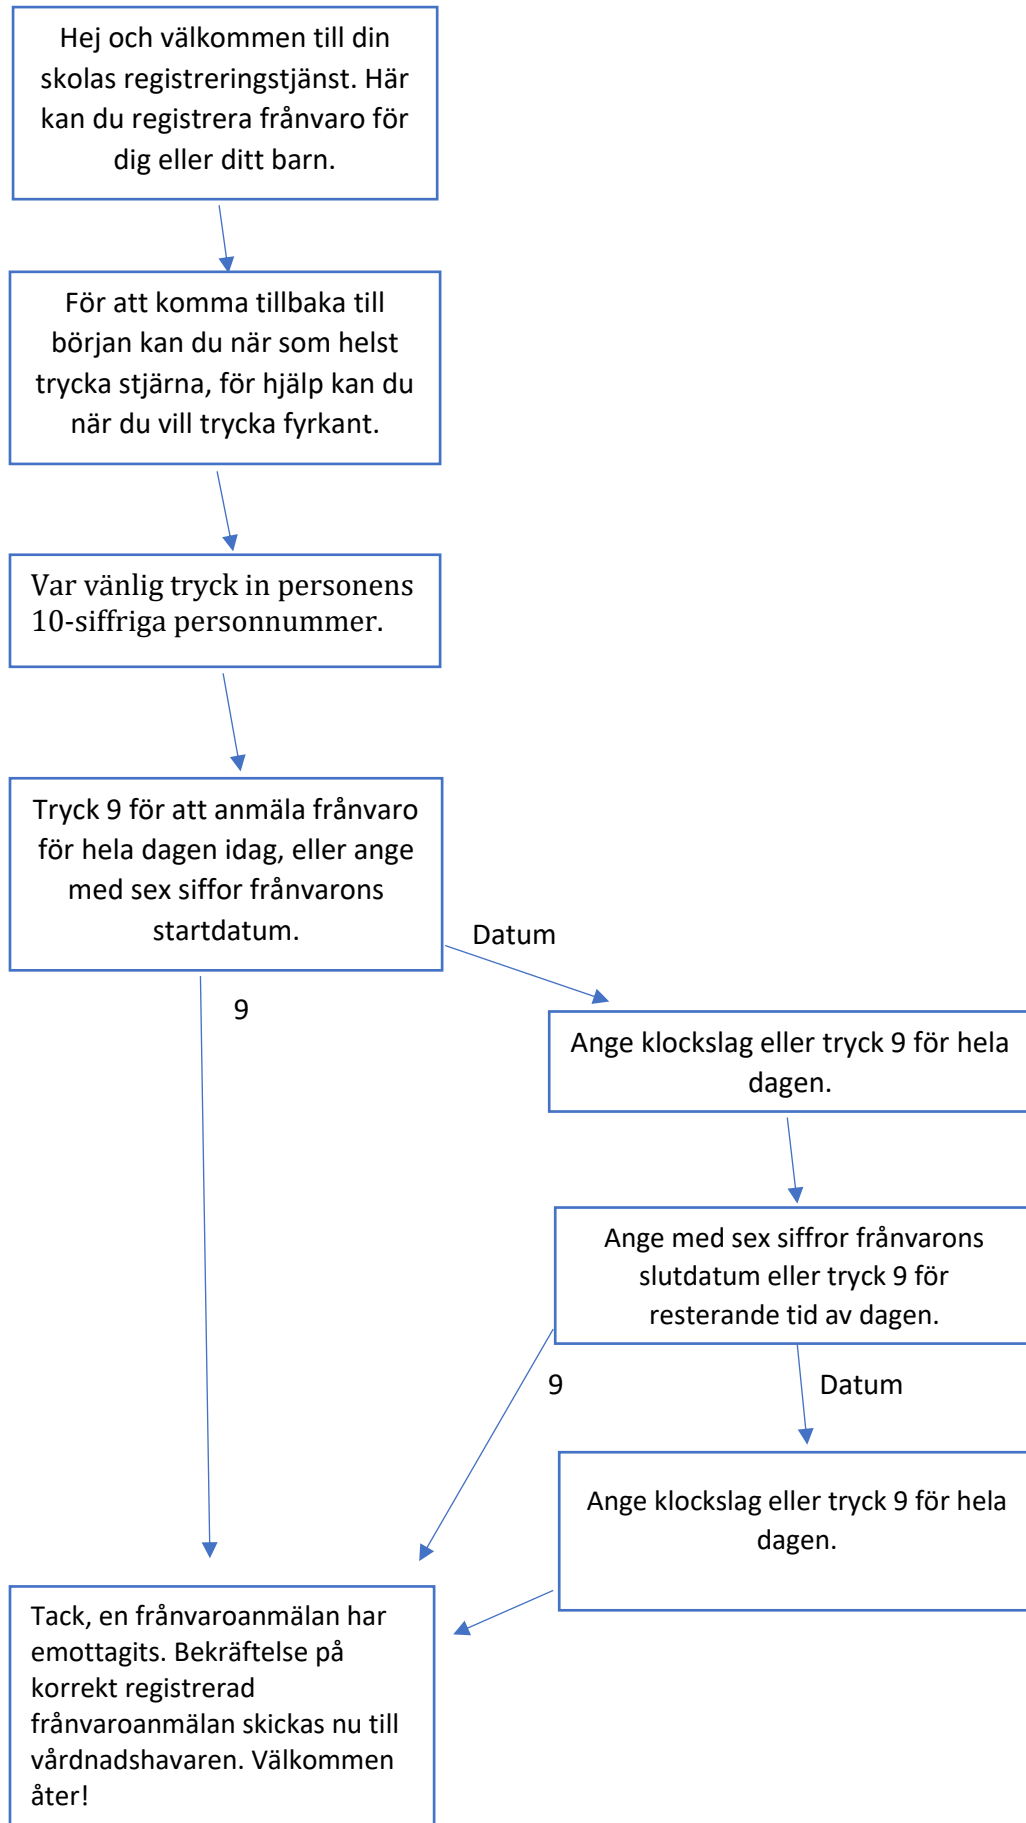 Hej och välkommen till din
skolas registreringstjänst. Här
kan du registrera frånvaro för
dig eller ditt barn.
För att komma tillbaka till
början kan du när som helst
trycka stjärna, för hjälp kan du
när du vill trycka fyrkant.
Var vänlig tryck in personens
10-siffriga personnummer.
Tryck 9 för att anmäla frånvaro
för hela dagen idag, eller ange
med sex siffor frånvarons
startdatum.
Datum
9
Ange klockslag eller tryck 9 för hela
dagen.
Ange med sex siffror frånvarons
slutdatum eller tryck 9 för
resterande tid av dagen.
9
Datum
Ange klockslag eller tryck 9 för hela
dagen.
Tack, en frånvaroanmälan har
emottagits. Bekräftelse på
korrekt registrerad
frånvaroanmälan skickas nu till
vårdnadshavaren. Välkommen
åter!